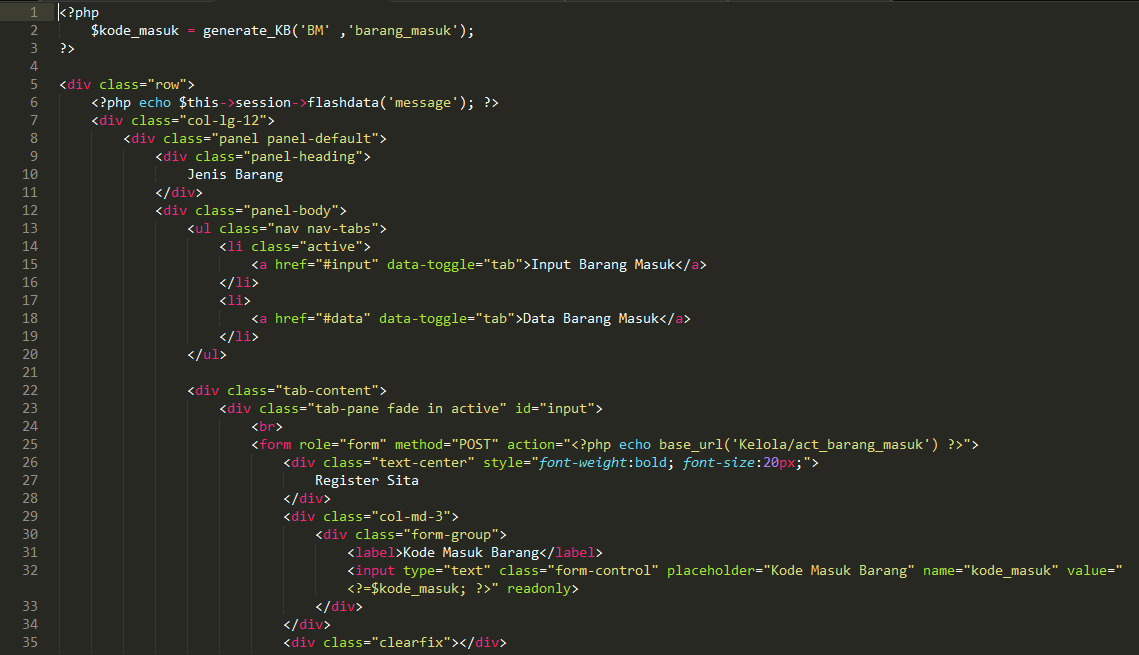 1 <?php
2     $kode_masuk = generate_KB('BM' ,'barang_masuk');
3 ?>
4
5 <div class="row">
6     <?php echo $this->session->flashdata('message'); ?>
7     <div class="col-lg-12">
8         <div class="panel panel-default">
9             <div class="panel-heading">
10                 Jenis Barang
11             </div>
12             <div class="panel-body">
13                 <ul class="nav nav-tabs">
14                     <li class="active">
15                         <a href="#input" data-toggle="tab">Input Barang Masuk</a>
16                     </li>
17                     <li>
18                         <a href="#data" data-toggle="tab">Data Barang Masuk</a>
19                     </li>
20                 </ul>
21
22                 <div class="tab-content">
23                     <div class="tab-pane fade in active" id="input">
24                         <br>
25                         <form role="form" method="POST" action="<?php echo base_url('Kelola/act_barang_masuk') ?>">
26                             <div class="text-center" style="font-weight:bold; font-size:20px;">
27                                 Register Sita
28                             </div>
29                             <div class="col-md-3">
30                                 <div class="form-group">
31                                     <label>Kode Masuk Barang</label>
32                                     <input type="text" class="form-control" placeholder="Kode Masuk Barang" name="kode_masuk" value="
                                    <?=$kode_masuk; ?>" readonly>
33                                 </div>
34                             </div>
35                             <div class="clearfix"></div>